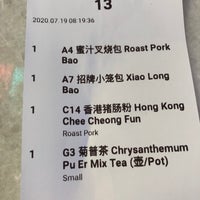 13
2020.07.19 08:19:36
1 A4 蜜汁叉烧包 Roast Pork
Bao
1 A7 招牌小笼包 Xiao Long
Bao
1 C14 香港猪肠粉 Hong Kong
Chee Cheong Fun
Roast Pork
1 G3 菊普茶 Chrysanthemum
Pu Er Mix Tea (壶/Pot)
Small